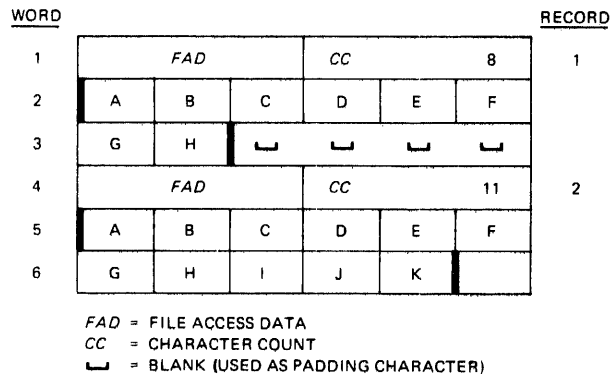 WORD RECORD
1 FAD CC 8 1
2 A B C D E F
3 G H ⎵ ⎵ ⎵ ⎵
4 FAD CC 11 2
5 A B C D E F
6 G H I J K
FAD = FILE ACCESS DATA
CC = CHARACTER COUNT
⎵ = BLANK (USED AS PADDING CHARACTER)